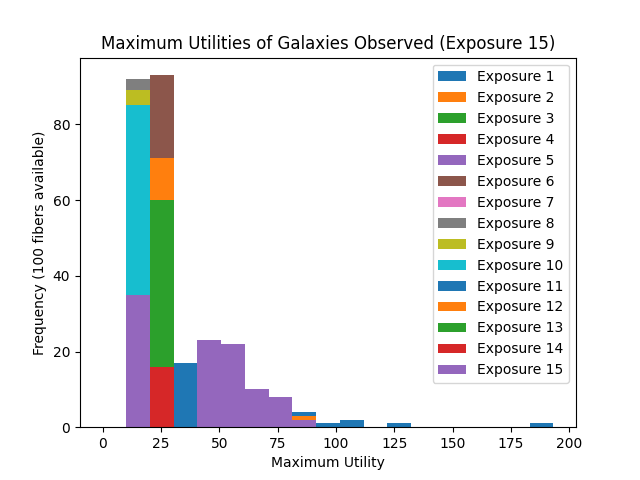 Maximum Utilities of Galaxies Observed (Exposure 15)
Frequency (100 fibers available)
80
60
40
20
0
0 25 50 75 100 125 150 175 200
Maximum Utility
Exposure 1
Exposure 2
Exposure 3
Exposure 4
Exposure 5
Exposure 6
Exposure 7
Exposure 8
Exposure 9
Exposure 10
Exposure 11
Exposure 12
Exposure 13
Exposure 14
Exposure 15